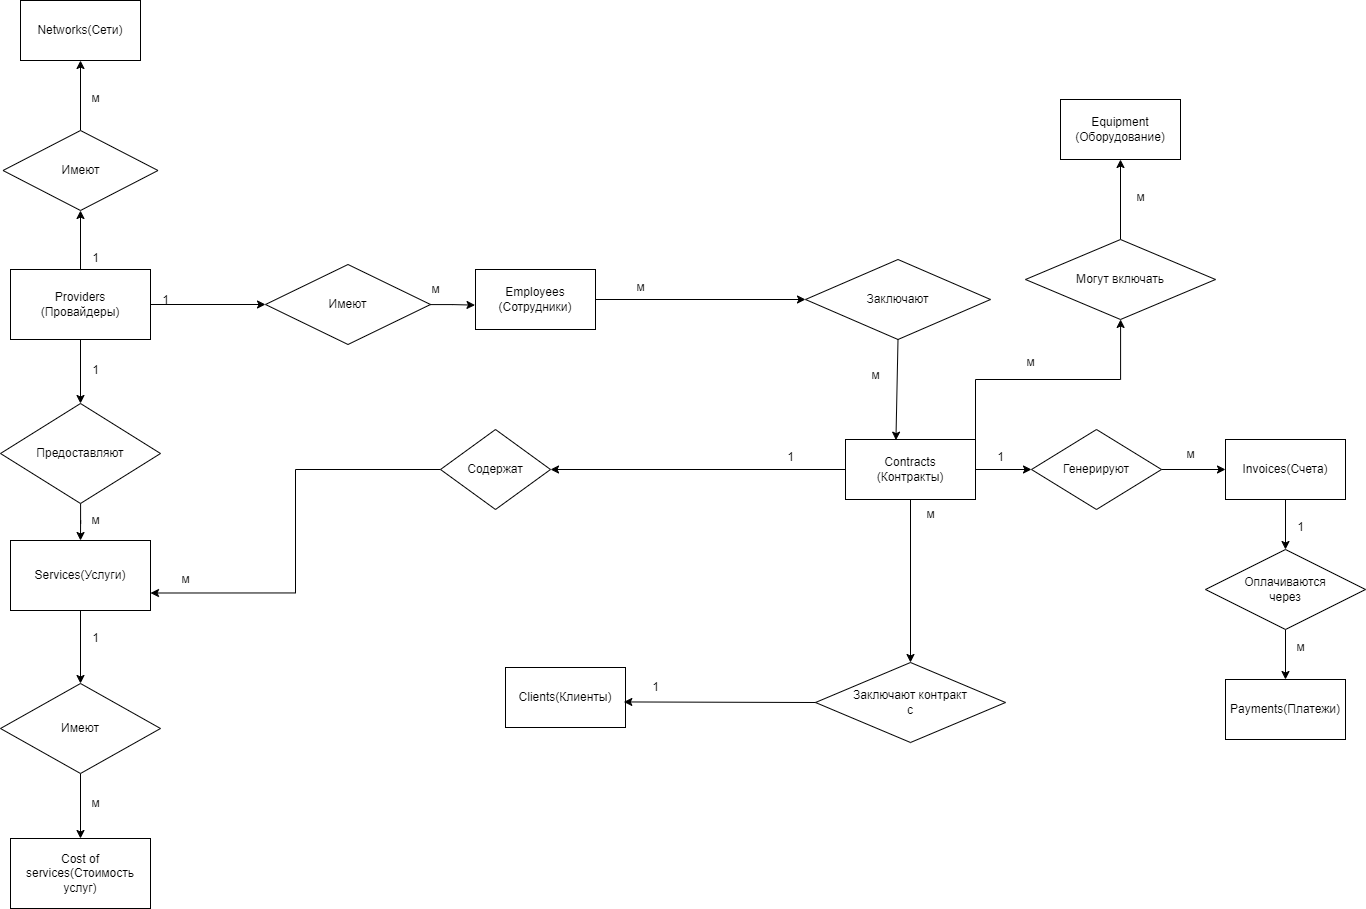 Networks(Сети)
м
Имеют
1
Providers
(Провайдеры)
1
Имеют
м
Employees
(Сотрудники)
м
Заключают
м
Equipment
(Оборудование)
м
Могут включать
м
1
Предоставляют
м
Services(Услуги)
м
Содержат
1
Contracts
(Контракты)
1
Генерируют
м
Invoices(Счета)
м
1
Оплачиваются
через
м
Payments(Платежи)
1
Имеют
м
Cost of
services(Стоимость
услуг)
Clients(Клиенты)
1
Заключают контракт
с